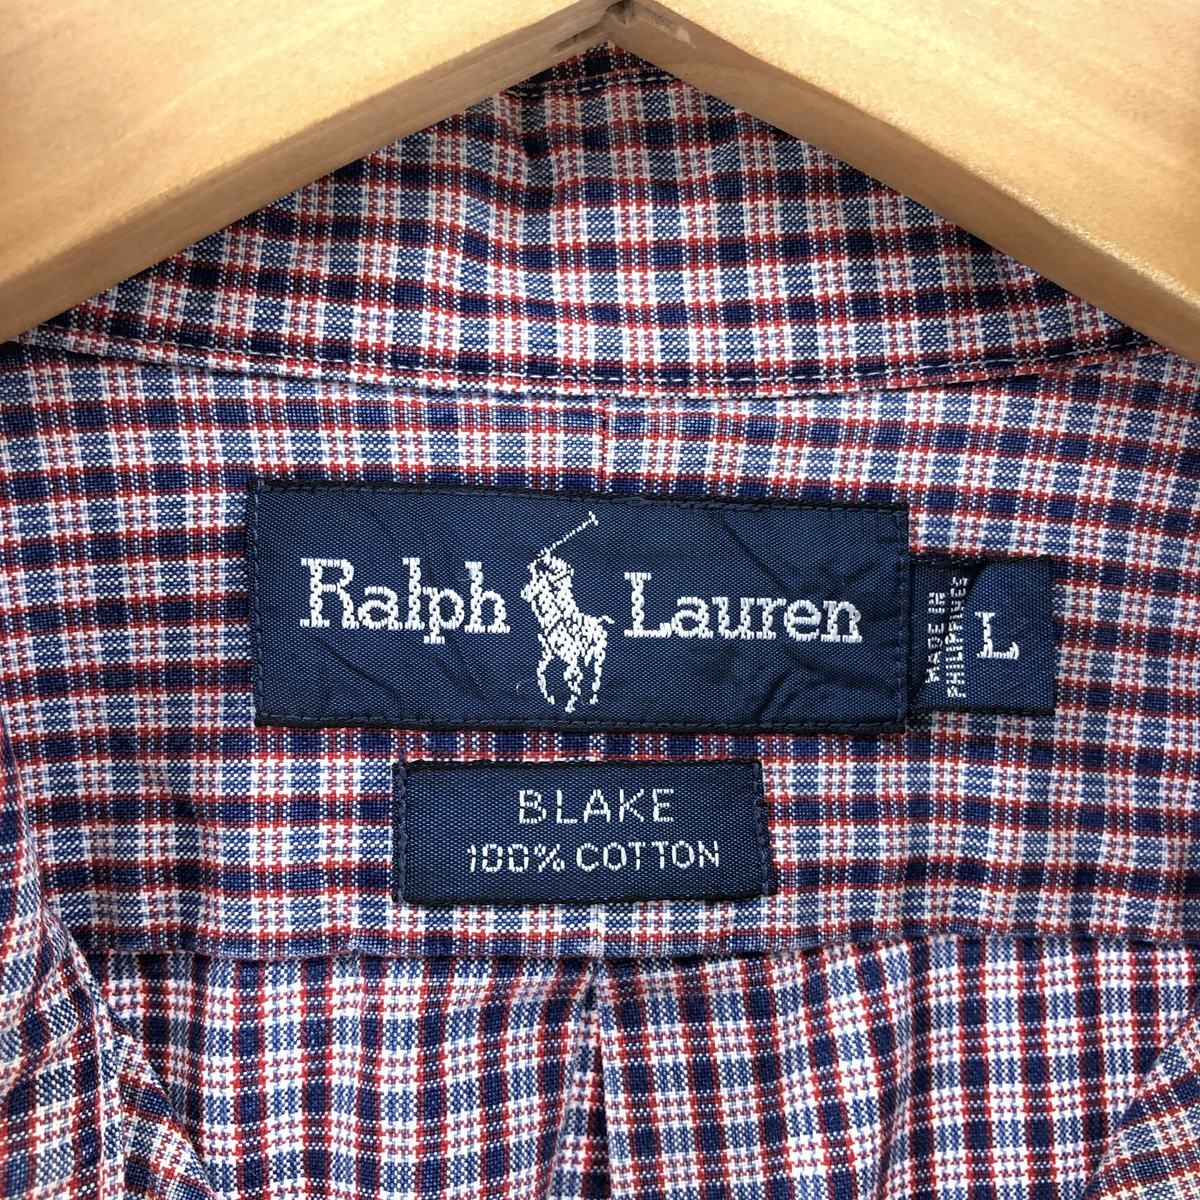 Ralph Lauren
MADE IN
PHILIPPINES
L
BLAKE
100% COTTON